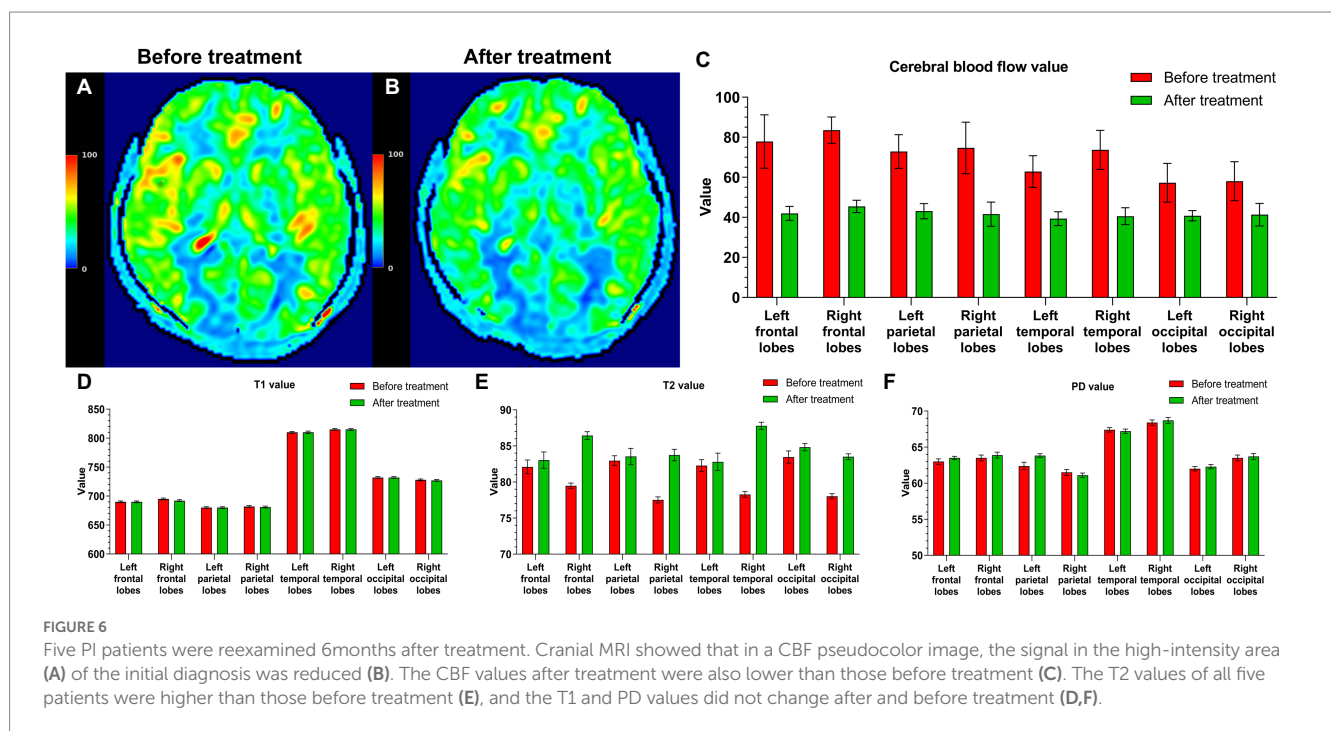 Before treatment
After treatment
A
100
0
B
100
0
C
Cerebral blood flow value
Before treatment
After treatment
Value
100
80
60
40
20
0
Left frontal lobes
Right frontal lobes
Left parietal lobes
Right parietal lobes
Left temporal lobes
Right temporal lobes
Left occipital lobes
Right occipital lobes
D
T1 value
Before treatment
After treatment
Value
850
800
750
700
650
600
Left frontal lobes
Right frontal lobes
Left parietal lobes
Right parietal lobes
Left temporal lobes
Right temporal lobes
Left occipital lobes
Right occipital lobes
E
T2 value
Before treatment
After treatment
Value
90
85
80
75
70
Left frontal lobes
Right frontal lobes
Left parietal lobes
Right parietal lobes
Left temporal lobes
Right temporal lobes
Left occipital lobes
Right occipital lobes
F
PD value
Before treatment
After treatment
Value
70
65
60
55
50
Left frontal lobes
Right frontal lobes
Left parietal lobes
Right parietal lobes
Left temporal lobes
Right temporal lobes
Left occipital lobes
Right occipital lobes
FIGURE 6
Five PI patients were reexamined 6months after treatment. Cranial MRI showed that in a CBF pseudocolor image, the signal in the high-intensity area
(A) of the initial diagnosis was reduced (B). The CBF values after treatment were also lower than those before treatment (C). The T2 values of all five
patients were higher than those before treatment (E), and the T1 and PD values did not change after and before treatment (D,F).